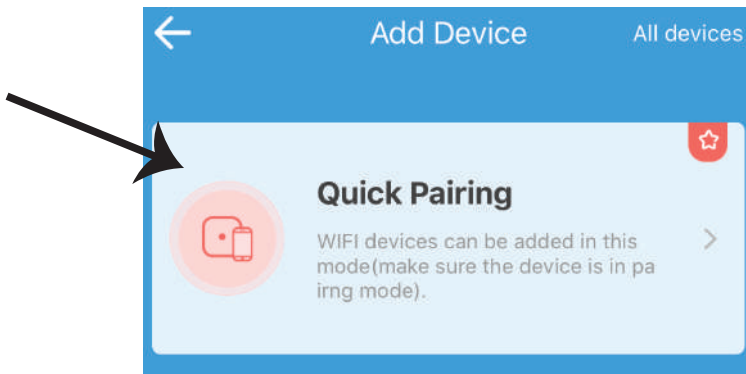 Add Device
All devices
Quick Pairing
WIFI devices can be added in this
mode(make sure the device is in pa
irng mode).